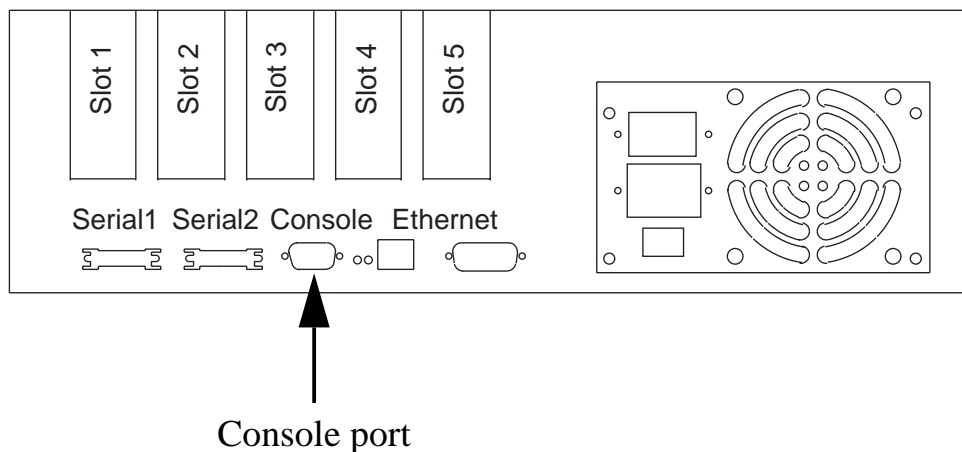 Slot 1
Slot 2
Slot 3
Slot 4
Slot 5
Serial1 Serial2 Console Ethernet
Console port